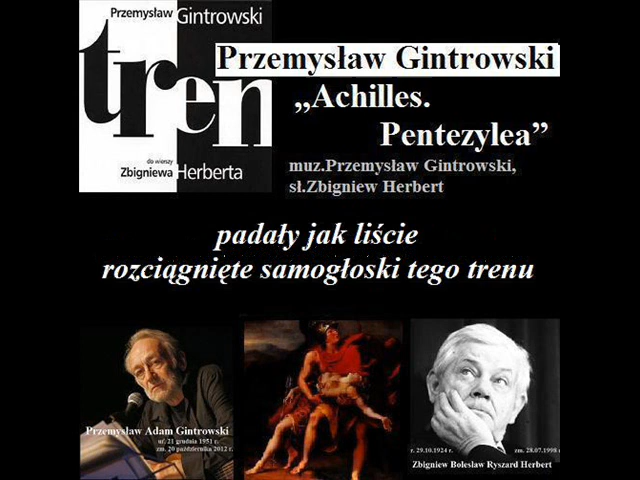 Przemysław Gintrowski
tren
do wierszy
Zbigniewa Herberta
Przemysław Gintrowski
„Achilles.
Pentezylea”
muz.Przemysław Gintrowski,
sł.Zbigniew Herbert
padały jak liście
rozciągnięte samogłoski tego trenu
Przemysław Adam Gintrowski
ur. 21 grudnia 1951 r.
zm. 20 października 2012 r.
r. 29.10.1924 r. zm. 28.07.1998 r
Zbigniew Bolesław Ryszard Herbert